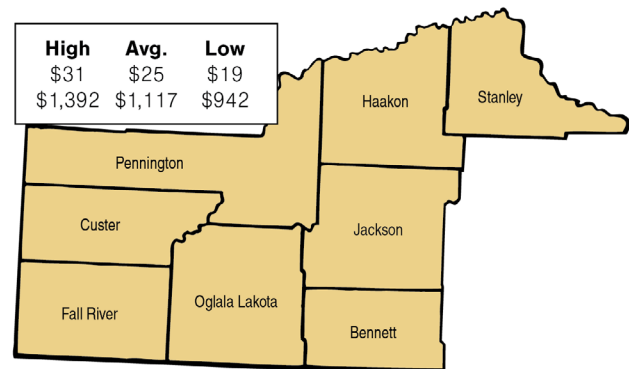 High Avg. Low
$31 $25 $19
$1,392 $1,117 $942
Haakon
Stanley
Pennington
Custer
Jackson
Fall River
Oglala Lakota
Bennett